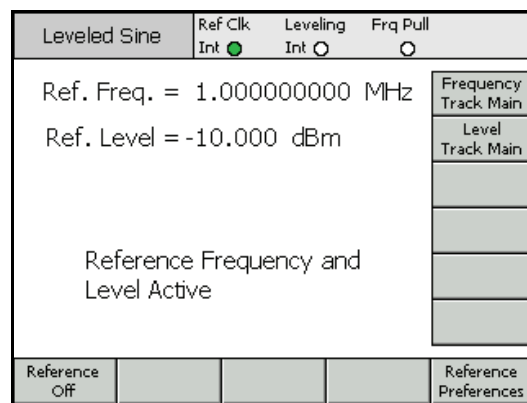 Leveled Sine
Ref Clk
Int
Leveling
Int
Frq Pull
Ref. Freq. = 1.000000000 MHz
Ref. Level = -10.000 dBm
Reference Frequency and
Level Active
Frequency
Track Main
Level
Track Main
Reference
Off
Reference
Preferences